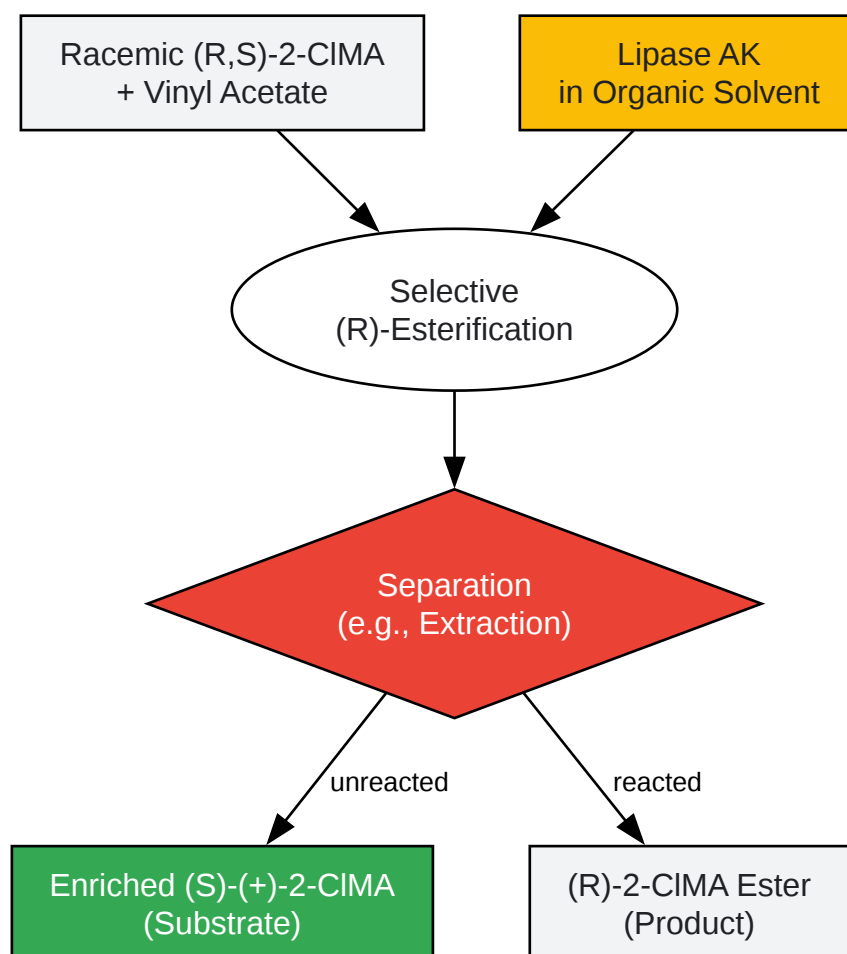 Racemic (R,S)-2-ClMA
+ Vinyl Acetate
Lipase AK
in Organic Solvent
Selective
(R)-Esterification
Separation
(e.g., Extraction)
unreacted
reacted
Enriched (S)-(+)-2-ClMA
(Substrate)
(R)-2-ClMA Ester
(Product)